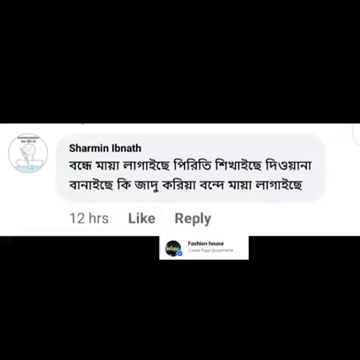 Sharmin Ibnath
বন্ধে মায়া লাগাইছে পিরিতি শিখাইছে দিওয়ানা
বানাইছে কি জাদু করিয়া বন্দে মায়া লাগাইছে
12 hrs Like Reply
Fashion house